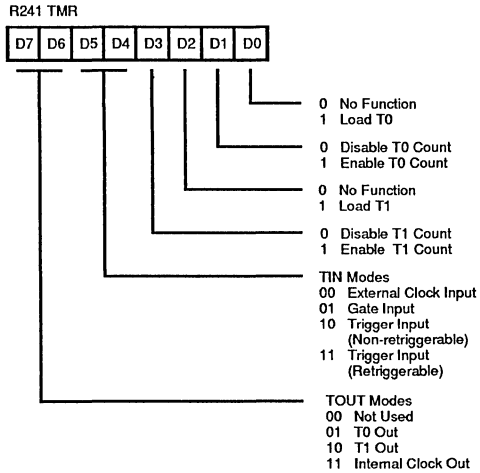 R241 TMR
D7 D6 D5 D4 D3 D2 D1 D0
0 No Function
1 Load T0
0 Disable T0 Count
1 Enable T0 Count
0 No Function
1 Load T1
0 Disable T1 Count
1 Enable T1 Count
TIN Modes
00 External Clock Input
01 Gate Input
10 Trigger Input
(Non-retriggerable)
11 Trigger Input
(Retriggerable)
TOUT Modes
00 Not Used
01 T0 Out
10 T1 Out
11 Internal Clock Out